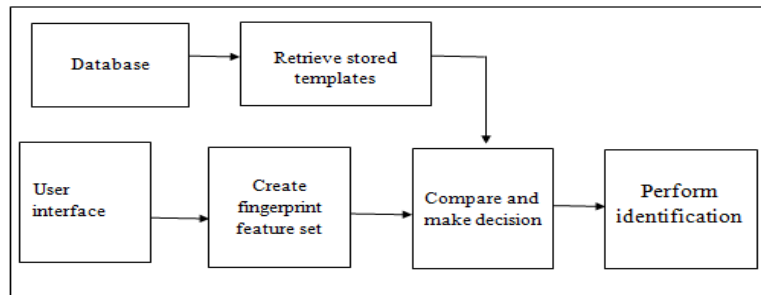 Database
Retrieve stored
templates
User
interface
Create
fingerprint
feature set
Compare and
make decision
Perform
identification